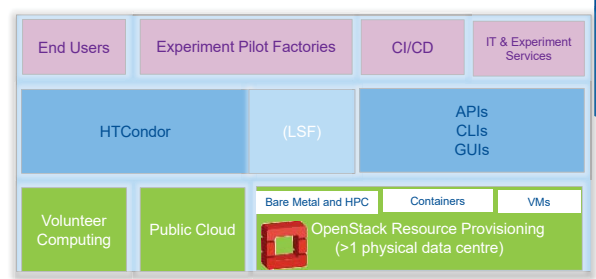 End Users
Experiment Pilot Factories
CI/CD
IT & Experiment
Services
HTCondor
(LSF)
APIs
CLIs
GUIs
Volunteer
Computing
Public Cloud
Bare Metal and HPC
Containers
VMs
OpenStack Resource Provisioning
(>1 physical data centre)